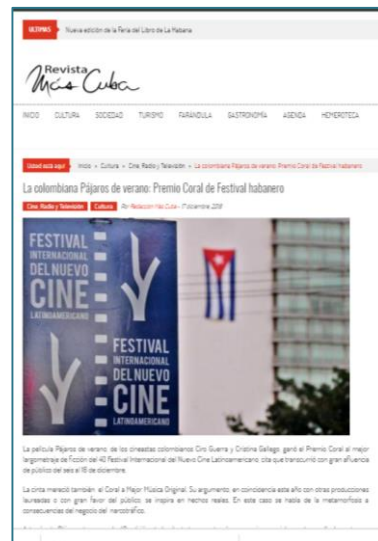 ULTIMAS Nueva edición de la Feria del Libro de La Habana
Revista
Más Cuba
INICIO CULTURA SOCIEDAD TURISMO FARÁNDULA GASTRONOMÍA AGENDA HEMEROTECA
Usted está aquí Inicio » Cultura » Cine, Radio y Televisión » La colombiana Pájaros de verano: Premio Coral de Festival habanero
La colombiana Pájaros de verano: Premio Coral de Festival habanero
Cine, Radio y Televisión Cultura Por Redacción Más Cuba - 17 diciembre, 2018
FESTIVAL
INTERNACIONAL
DEL NUEVO
CINE
LATINOAMERICANO
FESTIVAL
INTERNACIONAL
DEL NUEVO
CINE
LATINOAMERICANO
La película Pájaros de verano, de los cineastas colombianos Ciro Guerra y Cristina Gallego, ganó el Premio Coral al mejor
largometraje de ficción del 40 Festival Internacional del Nuevo Cine Latinoamericano, cita que transcurrió con gran afluencia
de público del seis al 16 de diciembre.
La cinta mereció también el Coral a Mejor Música Original. Su argumento, en coincidencia este año con otras producciones
laureadas o con gran favor del público, se inspira en hechos reales. En este caso se habla de la metamorfosis a
consecuencias del negocio del narcotráfico.